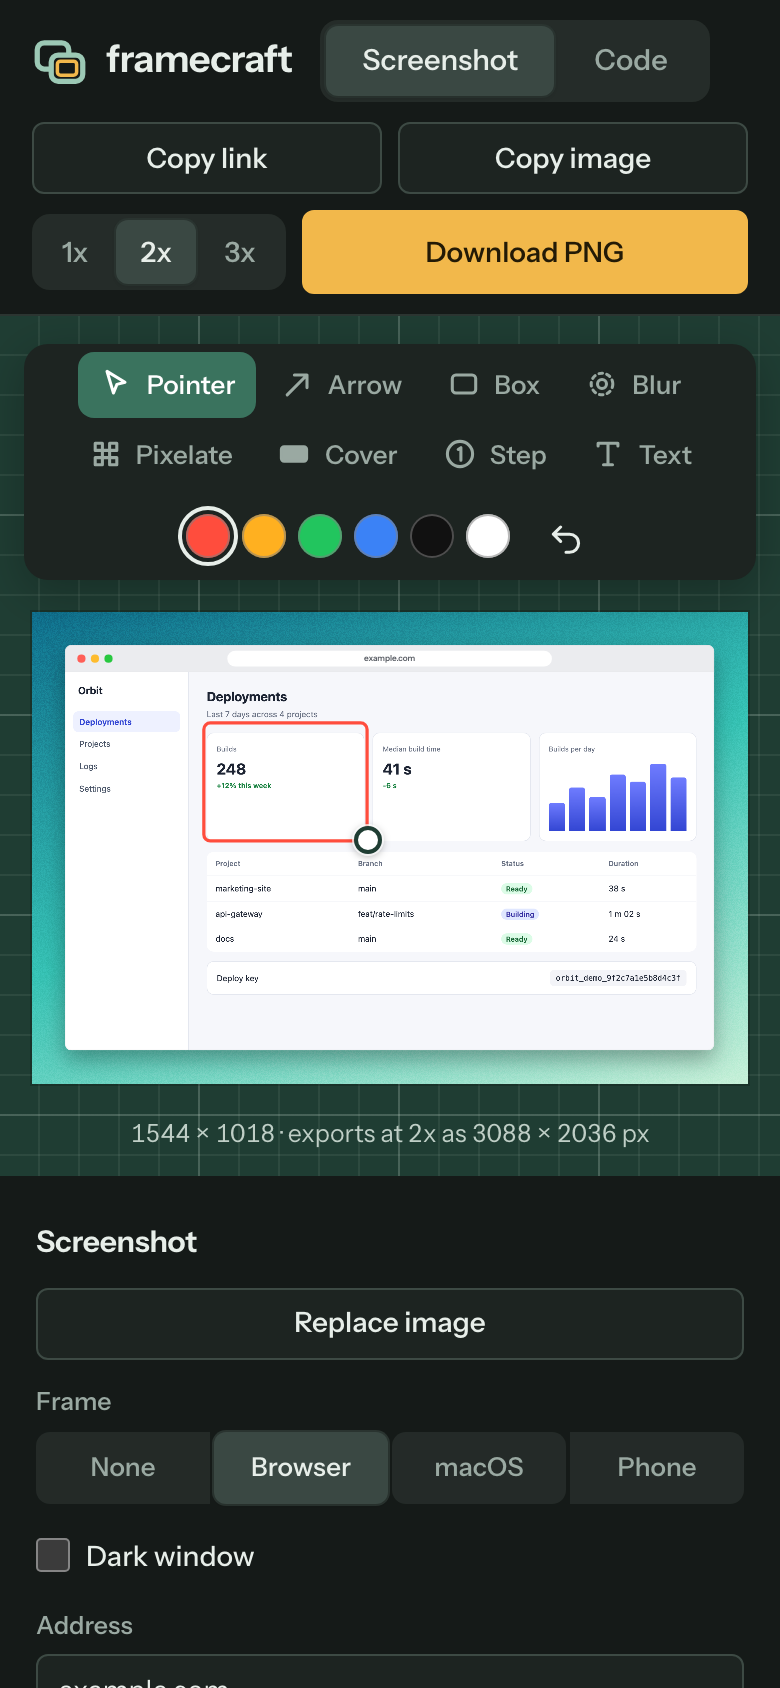 framecraft
Screenshot
Code
Copy link
Copy image
1x
2x
3x
Download PNG
Pointer
Arrow
Box
Blur
Pixelate
Cover
1
Step
Text
example.com
Orbit
Deployments
Projects
Logs
Settings
Deployments
Last 7 days across 4 projects
Builds
248
+12% this week
Median build time
41 s
-6 s
Builds per day
Project Branch Status Duration
marketing-site main Ready 38 s
api-gateway feat/rate-limits Building 1 m 02 s
docs main Ready 24 s
Deploy key orbit_demo_9f2c7a1e5b8d4c3f
1544 × 1018 · exports at 2x as 3088 × 2036 px
Screenshot
Replace image
Frame
None
Browser
macOS
Phone
Dark window
Address
example.com